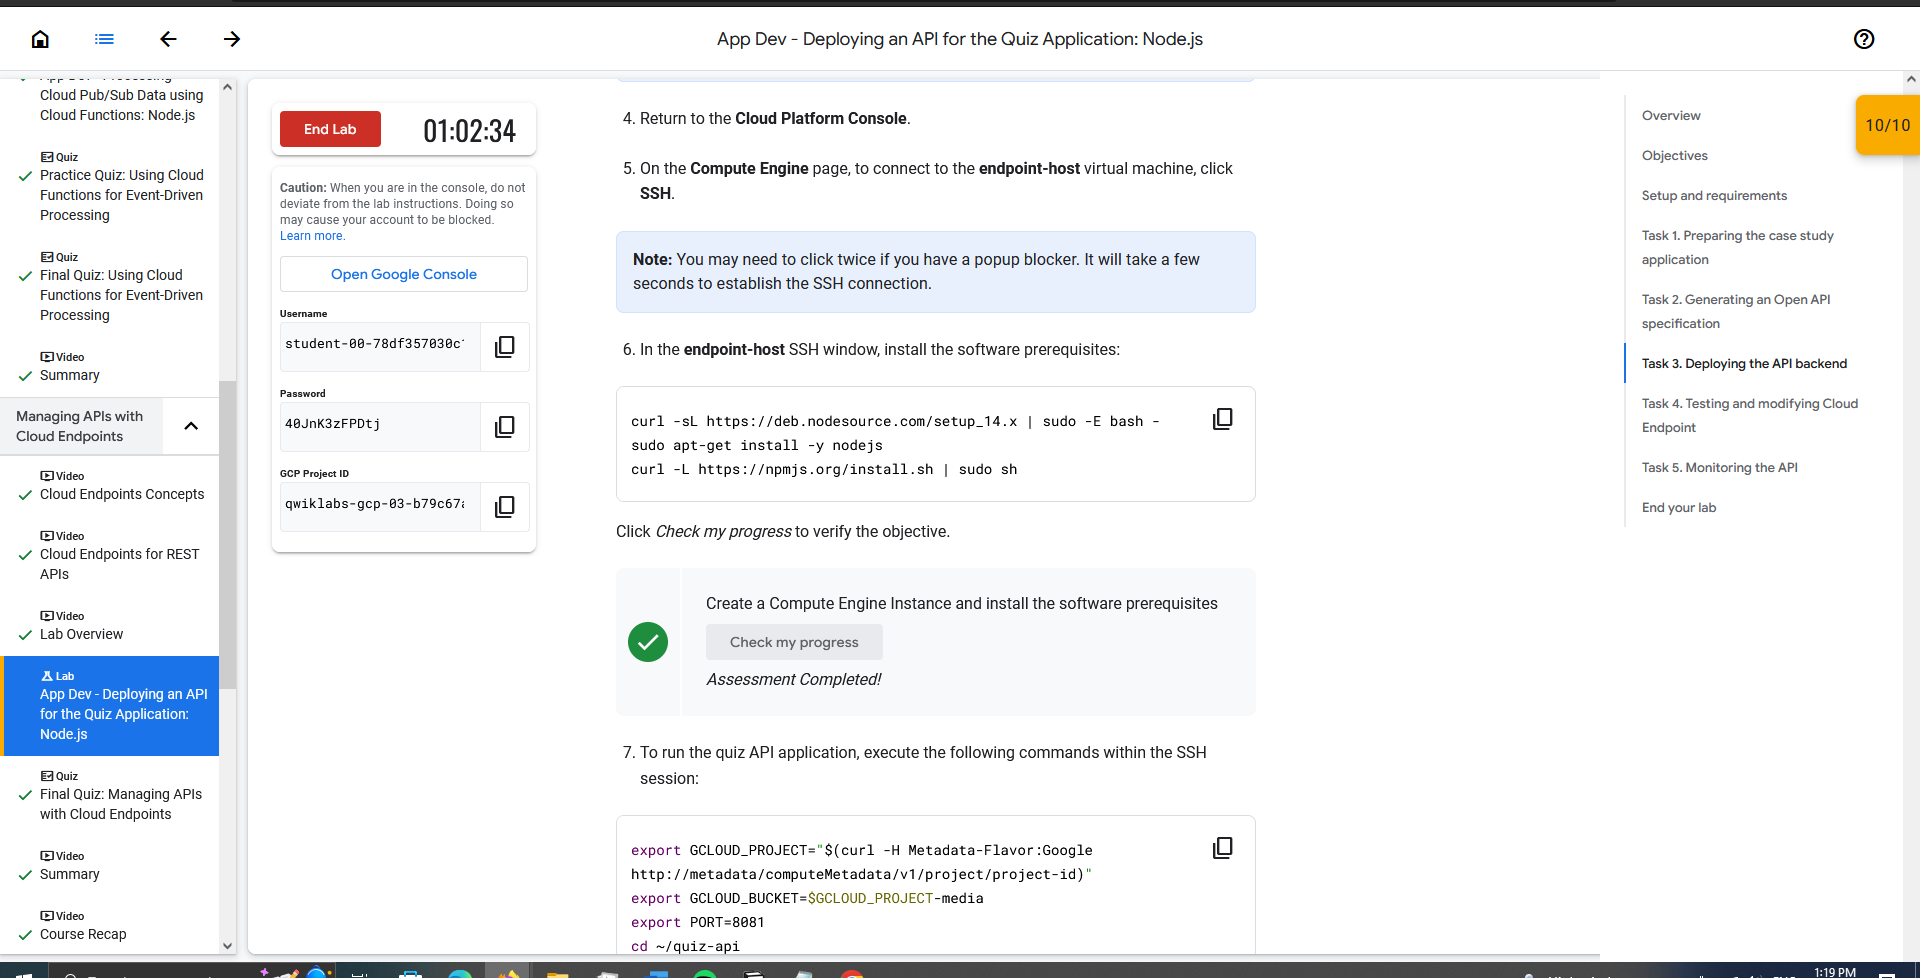 App Dev - Deploying an API for the Quiz Application: Node.js
App Dev - Processing
Cloud Pub/Sub Data using
Cloud Functions: Node.js
Quiz
Practice Quiz: Using Cloud
Functions for Event-Driven
Processing
Quiz
Final Quiz: Using Cloud
Functions for Event-Driven
Processing
Video
Summary
Managing APIs with
Cloud Endpoints
Video
Cloud Endpoints Concepts
Video
Cloud Endpoints for REST
APIs
Video
Lab Overview
Lab
App Dev - Deploying an API
for the Quiz Application:
Node.js
Quiz
Final Quiz: Managing APIs
with Cloud Endpoints
Video
Summary
Video
Course Recap
End Lab
01:02:34
Caution: When you are in the console, do not
deviate from the lab instructions. Doing so
may cause your account to be blocked.
Learn more.
Open Google Console
Username
student-00-78df357030c
Password
40JnK3zFPDtj
GCP Project ID
qwiklabs-gcp-03-b79c67
4. Return to the Cloud Platform Console.
5. On the Compute Engine page, to connect to the endpoint-host virtual machine, click
SSH.
Note: You may need to click twice if you have a popup blocker. It will take a few
seconds to establish the SSH connection.
6. In the endpoint-host SSH window, install the software prerequisites:
curl -sL https://deb.nodesource.com/setup_14.x | sudo -E bash -
sudo apt-get install -y nodejs
curl -L https://npmjs.org/install.sh | sudo sh
Click Check my progress to verify the objective.
Create a Compute Engine Instance and install the software prerequisites
Check my progress
Assessment Completed!
7. To run the quiz API application, execute the following commands within the SSH
session:
export GCLOUD_PROJECT="$(curl -H Metadata-Flavor:Google
http://metadata/computeMetadata/v1/project/project-id)"
export GCLOUD_BUCKET=$GCLOUD_PROJECT-media
export PORT=8081
cd ~/quiz-api
Overview
Objectives
Setup and requirements
Task 1. Preparing the case study
application
Task 2. Generating an Open API
specification
Task 3. Deploying the API backend
Task 4. Testing and modifying Cloud
Endpoint
Task 5. Monitoring the API
End your lab
10/10
1:19 PM